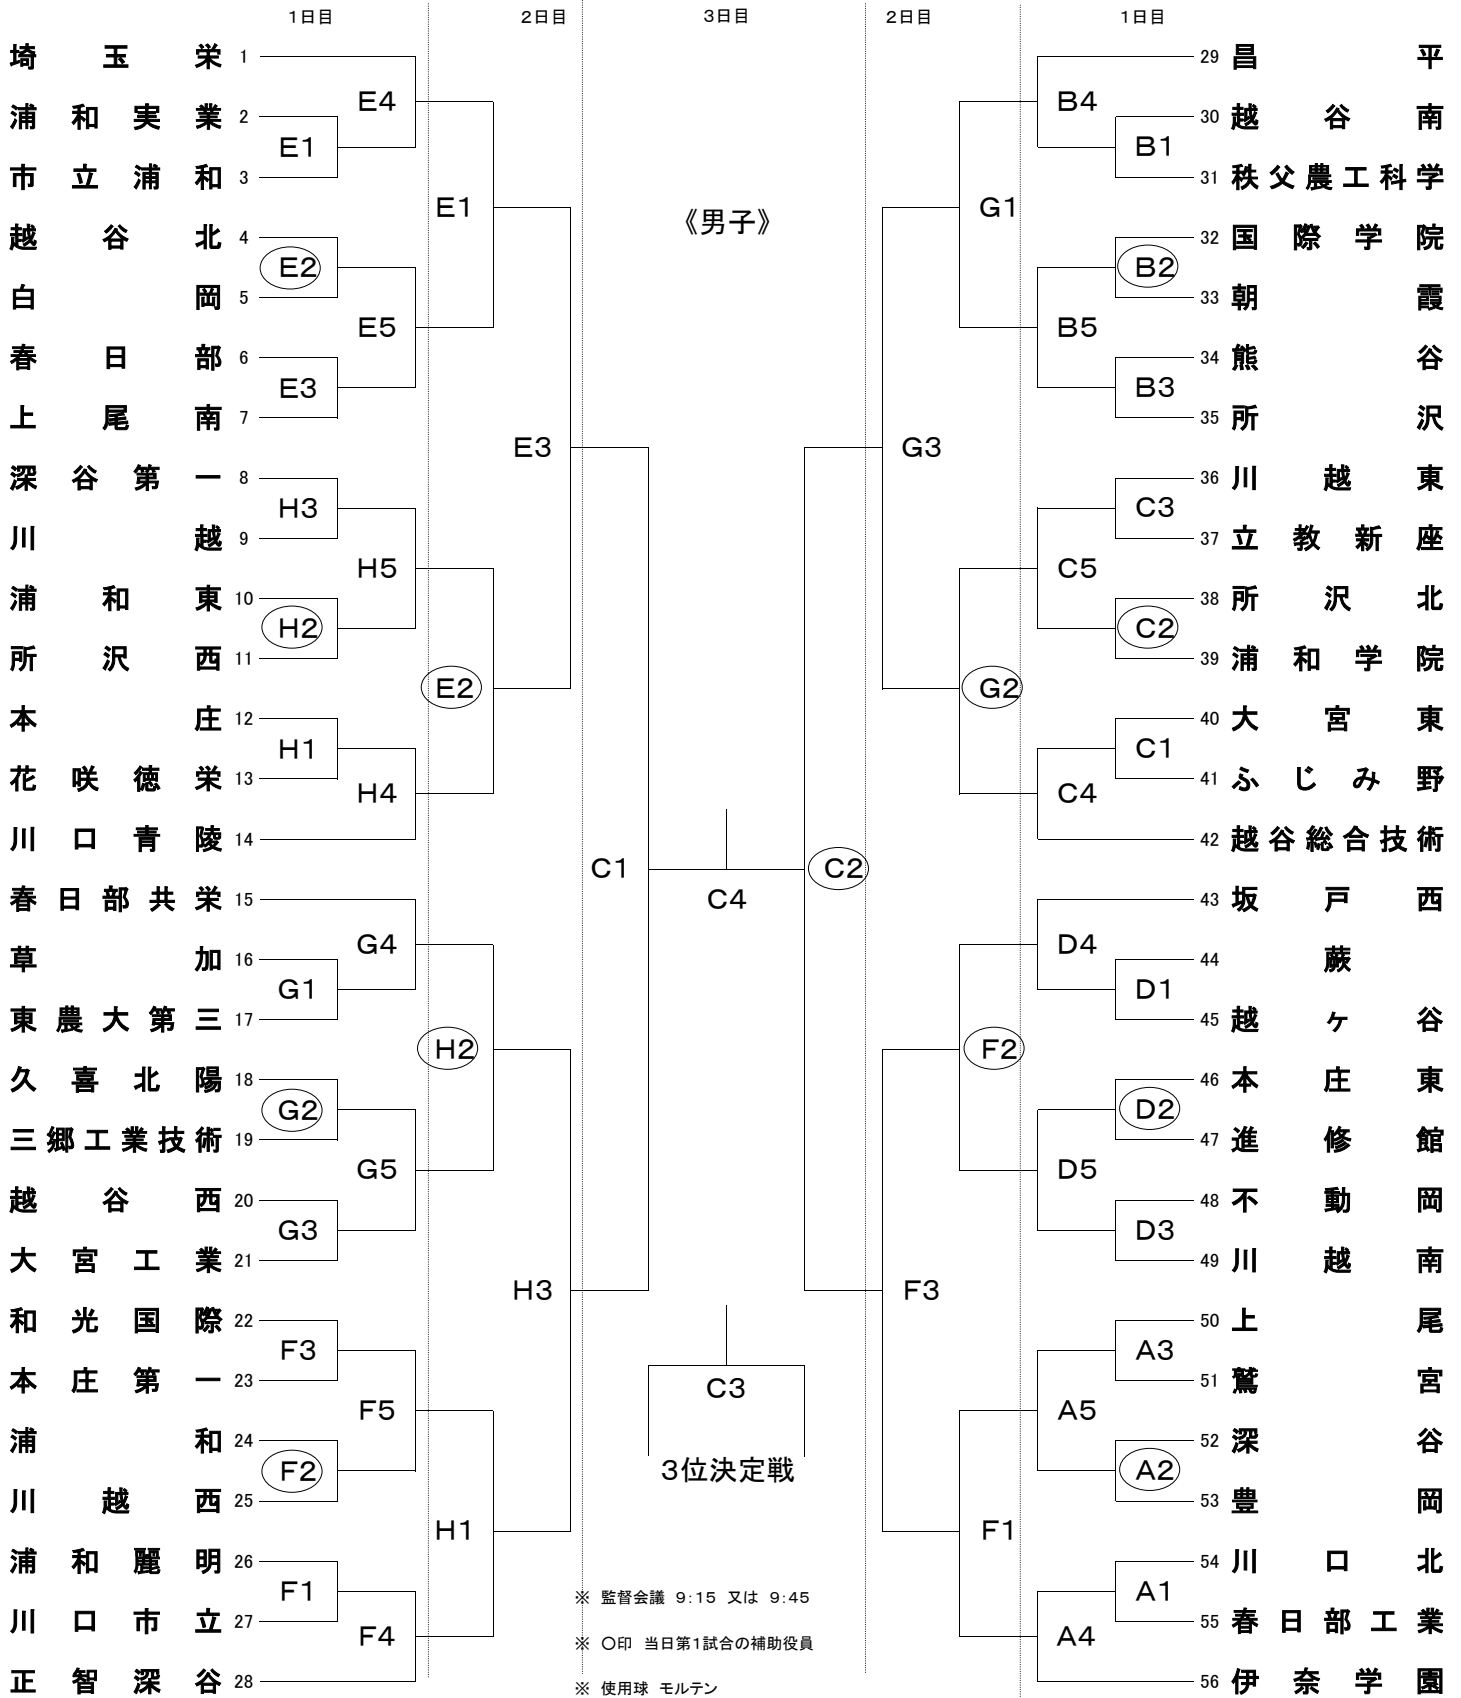 1日目 2日目 3日目 2日目 1日目
埼玉栄 1
浦和実業 2
市立浦和 3
越谷北 4
白岡 5
春日部 6
上尾南 7
深谷第一 8
川越 9
浦和東 10
所沢西 11
本庄 12
花咲徳栄 13
川口青陵 14
春日部共栄 15
草加 16
東農大第三 17
久喜北陽 18
三郷工業技術 19
越谷西 20
大宮工業 21
和光国際 22
本庄第一 23
浦和 24
川越西 25
浦和麗明 26
川口市立 27
正智深谷 28
E4
E1
E2
E5
E3
H3
H5
H2
H1
H4
G4
G1
G2
G5
G3
F3
F5
F2
F1
F4
E1
E2
H2
H1
E3
H3
《男子》
C1
C4
C2
C3
3位決定戦
※ 監督会議 9:15 又は 9:45
※ 〇印 当日第1試合の補助役員
※ 使用球 モルテン
G3
F3
G1
G2
F2
F1
B4
B1
B2
B5
B3
C3
C5
C2
C1
C4
D4
D1
D2
D5
D3
A3
A5
A2
A1
A4
29 昌平
30 越谷南
31 秩父農工科学
32 国際学院
33 朝霞
34 熊谷
35 所沢
36 川越東
37 立教新座
38 所沢北
39 浦和学院
40 大宮東
41 ふじみ野
42 越谷総合技術
43 坂戸西
44 蕨
45 越ヶ谷
46 本庄東
47 進修館
48 不動岡
49 川越南
50 上尾
51 鷲宮
52 深谷
53 豊岡
54 川口北
55 春日部工業
56 伊奈学園